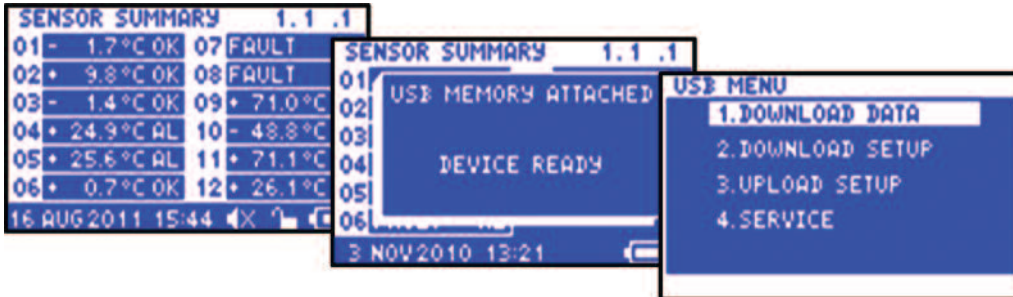 SENSOR SUMMARY 1.1 .1
01 - 1.7°C OK 07 FAULT
02 + 9.8°C OK 08 FAULT
03 - 1.4°C OK 09 + 71.0°C
04 + 24.9°C AL 10 - 48.8°C
05 + 25.6°C AL 11 + 71.1°C
06 + 0.7°C OK 12 + 26.1°C
16 AUG 2011 15:44
SENSOR SUMMARY 1.1 .1
01
02
03
04
05
06
USB MEMORY ATTACHED
DEVICE READY
3 NOV 2010 13:21
USB MENU
1.DOWNLOAD DATA
2.DOWNLOAD SETUP
3.UPLOAD SETUP
4.SERVICE